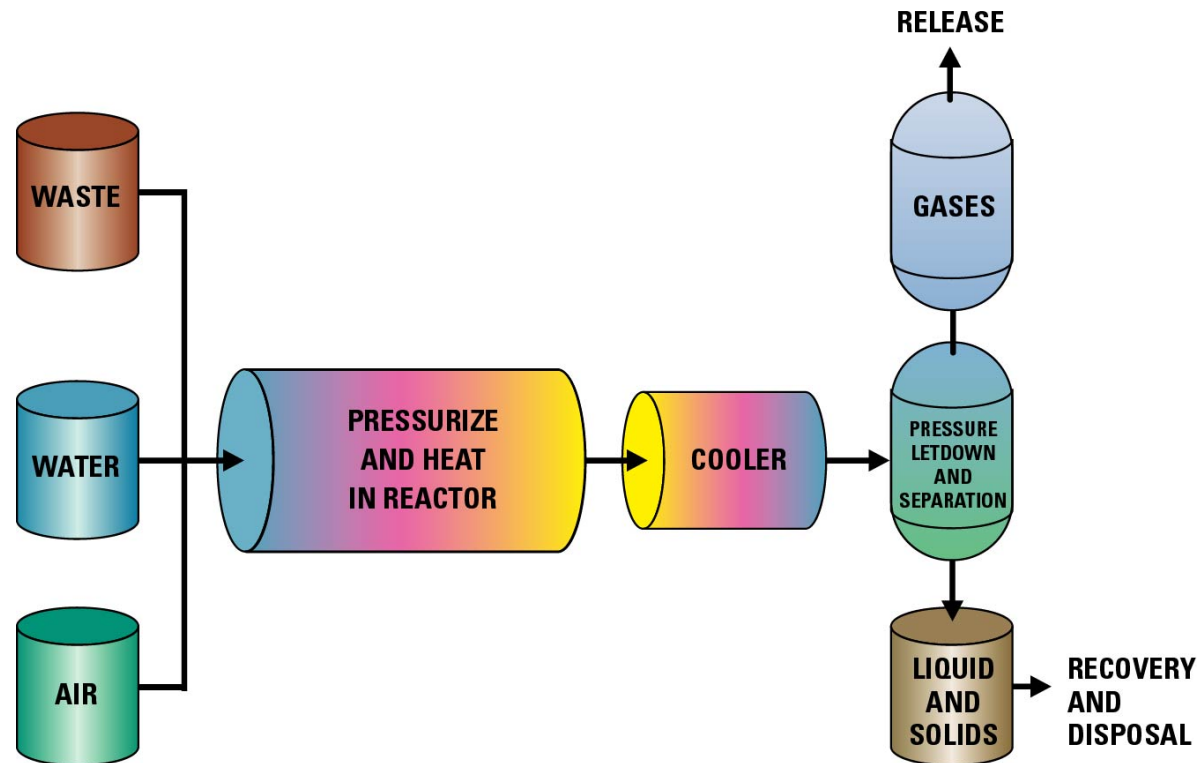 RELEASE
WASTE
GASES
WATER
PRESSURIZE
AND HEAT
IN REACTOR
COOLER
PRESSURE
LETDOWN
AND
SEPARATION
AIR
LIQUID
AND
SOLIDS
RECOVERY
AND
DISPOSAL